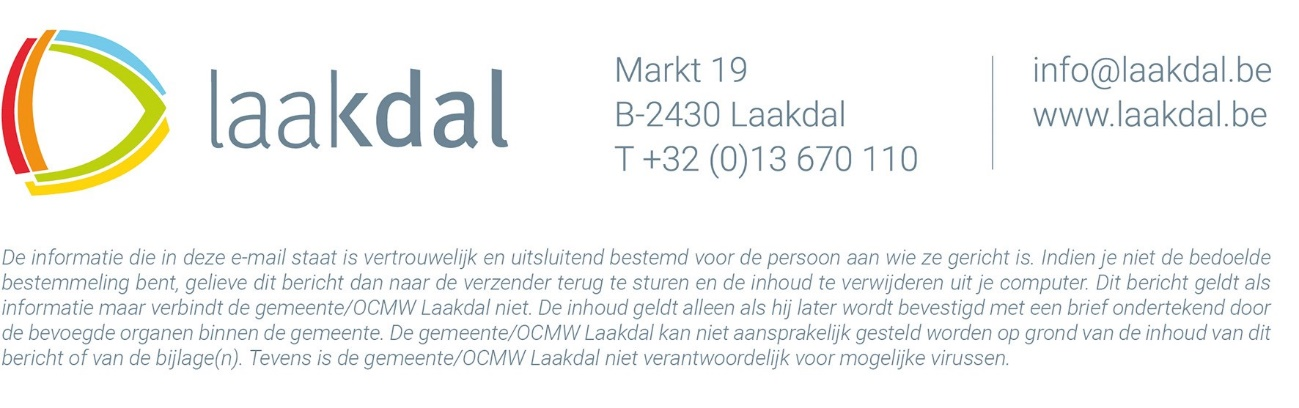 laakdal
Markt 19
B-2430 Laakdal
T +32 (0)13 670 110
info@laakdal.be
www.laakdal.be
De informatie die in deze e-mail staat is vertrouwelijk en uitsluitend bestemd voor de persoon aan wie ze gericht is. Indien je niet de bedoelde
bestemmeling bent, gelieve dit bericht dan naar de verzender terug te sturen en de inhoud te verwijderen uit je computer. Dit bericht geldt als
informatie maar verbindt de gemeente/OCMW Laakdal niet. De inhoud geldt alleen als hij later wordt bevestigd met een brief ondertekend door
de bevoegde organen binnen de gemeente. De gemeente/OCMW Laakdal kan niet aansprakelijk gesteld worden op grond van de inhoud van dit
bericht of van de bijlage(n). Tevens is de gemeente/OCMW Laakdal niet verantwoordelijk voor mogelijke virussen.